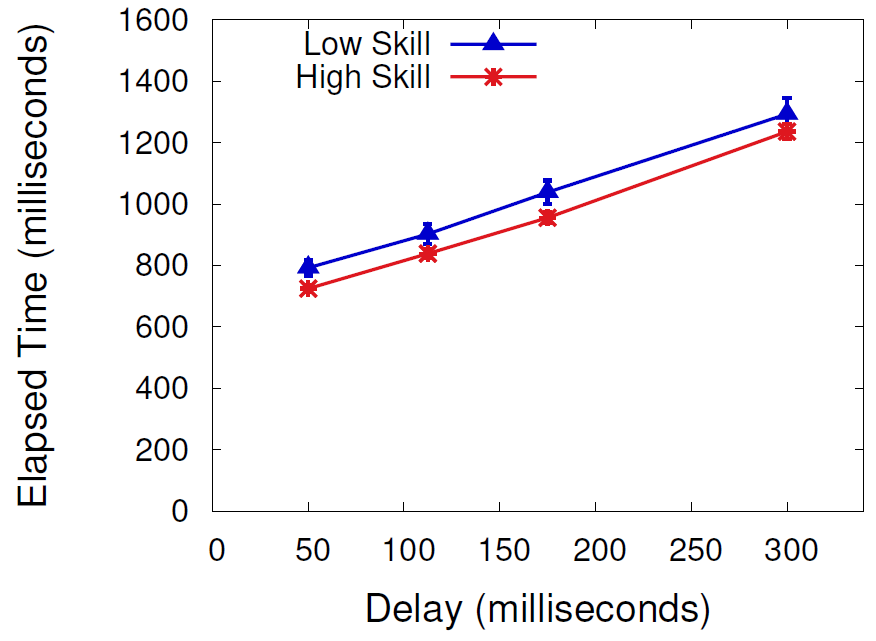 1600
1400
1200
1000
800
600
400
200
0
Elapsed Time (milliseconds)
Low Skill
High Skill
0 50 100 150 200 250 300
Delay (milliseconds)